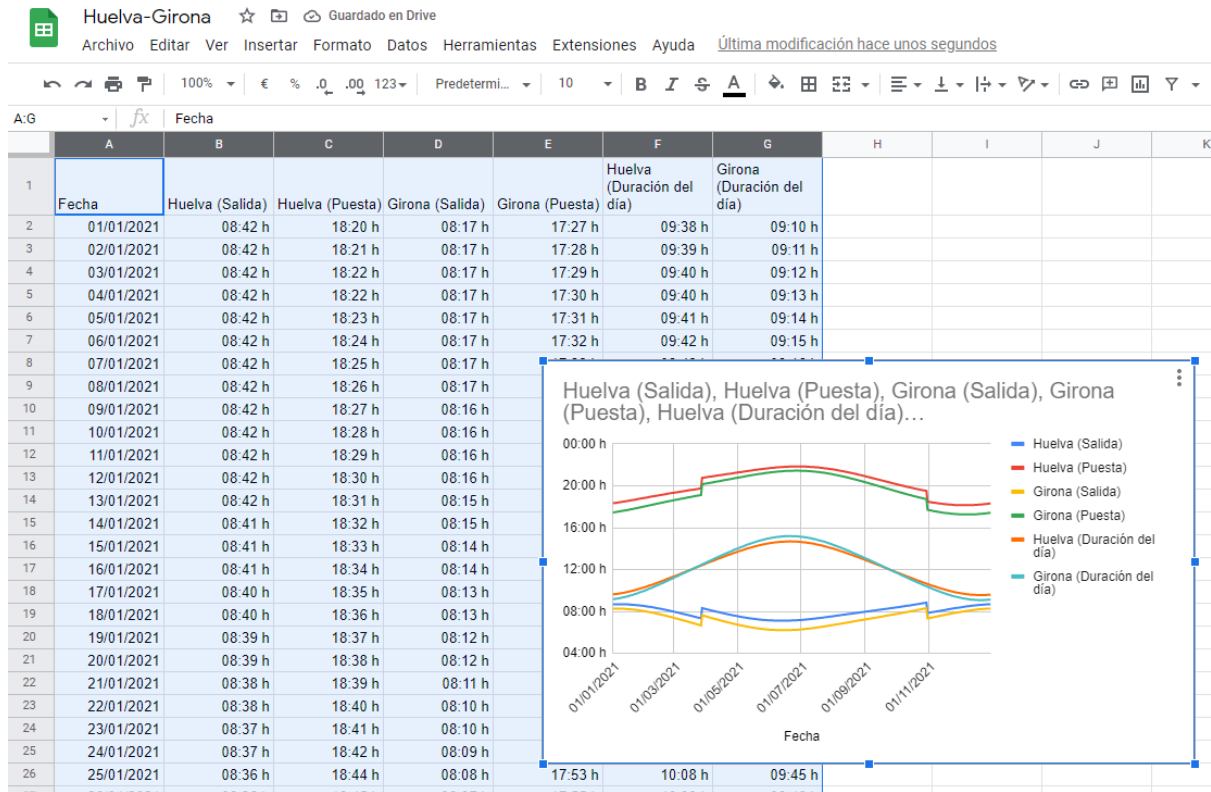 Huelva-Girona
Guardado en Drive
Archivo Editar Ver Insertar Formato Datos Herramientas Extensiones Ayuda Última modificación hace unos segundos
100% € % .0 .00 123 Predetermi... 10 B I S A
A:G fx Fecha
A B C D E F G H I J K
1 Fecha Huelva (Salida) Huelva (Puesta) Girona (Salida) Girona (Puesta) Huelva (Duración del día) Girona (Duración del día)
2 01/01/2021 08:42 h 18:20 h 08:17 h 17:27 h 09:38 h 09:10 h
3 02/01/2021 08:42 h 18:21 h 08:17 h 17:28 h 09:39 h 09:11 h
4 03/01/2021 08:42 h 18:22 h 08:17 h 17:29 h 09:40 h 09:12 h
5 04/01/2021 08:42 h 18:22 h 08:17 h 17:30 h 09:40 h 09:13 h
6 05/01/2021 08:42 h 18:23 h 08:17 h 17:31 h 09:41 h 09:14 h
7 06/01/2021 08:42 h 18:24 h 08:17 h 17:32 h 09:42 h 09:15 h
8 07/01/2021 08:42 h 18:25 h 08:17 h
9 08/01/2021 08:42 h 18:26 h 08:17 h
10 09/01/2021 08:42 h 18:27 h 08:16 h
11 10/01/2021 08:42 h 18:28 h 08:16 h
12 11/01/2021 08:42 h 18:29 h 08:16 h
13 12/01/2021 08:42 h 18:30 h 08:16 h
14 13/01/2021 08:42 h 18:31 h 08:15 h
15 14/01/2021 08:41 h 18:32 h 08:15 h
16 15/01/2021 08:41 h 18:33 h 08:14 h
17 16/01/2021 08:41 h 18:34 h 08:14 h
18 17/01/2021 08:40 h 18:35 h 08:13 h
19 18/01/2021 08:40 h 18:36 h 08:13 h
20 19/01/2021 08:39 h 18:37 h 08:12 h
21 20/01/2021 08:39 h 18:38 h 08:12 h
22 21/01/2021 08:38 h 18:39 h 08:11 h
23 22/01/2021 08:38 h 18:40 h 08:10 h
24 23/01/2021 08:37 h 18:41 h 08:10 h
25 24/01/2021 08:37 h 18:42 h 08:09 h
26 25/01/2021 08:36 h 18:44 h 08:08 h 17:53 h 10:08 h 09:45 h
Huelva (Salida), Huelva (Puesta), Girona (Salida), Girona
(Puesta), Huelva (Duración del día)…
00:00 h
20:00 h
16:00 h
12:00 h
08:00 h
04:00 h
01/01/2021 01/03/2021 01/05/2021 01/07/2021 01/09/2021 01/11/2021
Fecha
Huelva (Salida)
Huelva (Puesta)
Girona (Salida)
Girona (Puesta)
Huelva (Duración del
día)
Girona (Duración del
día)